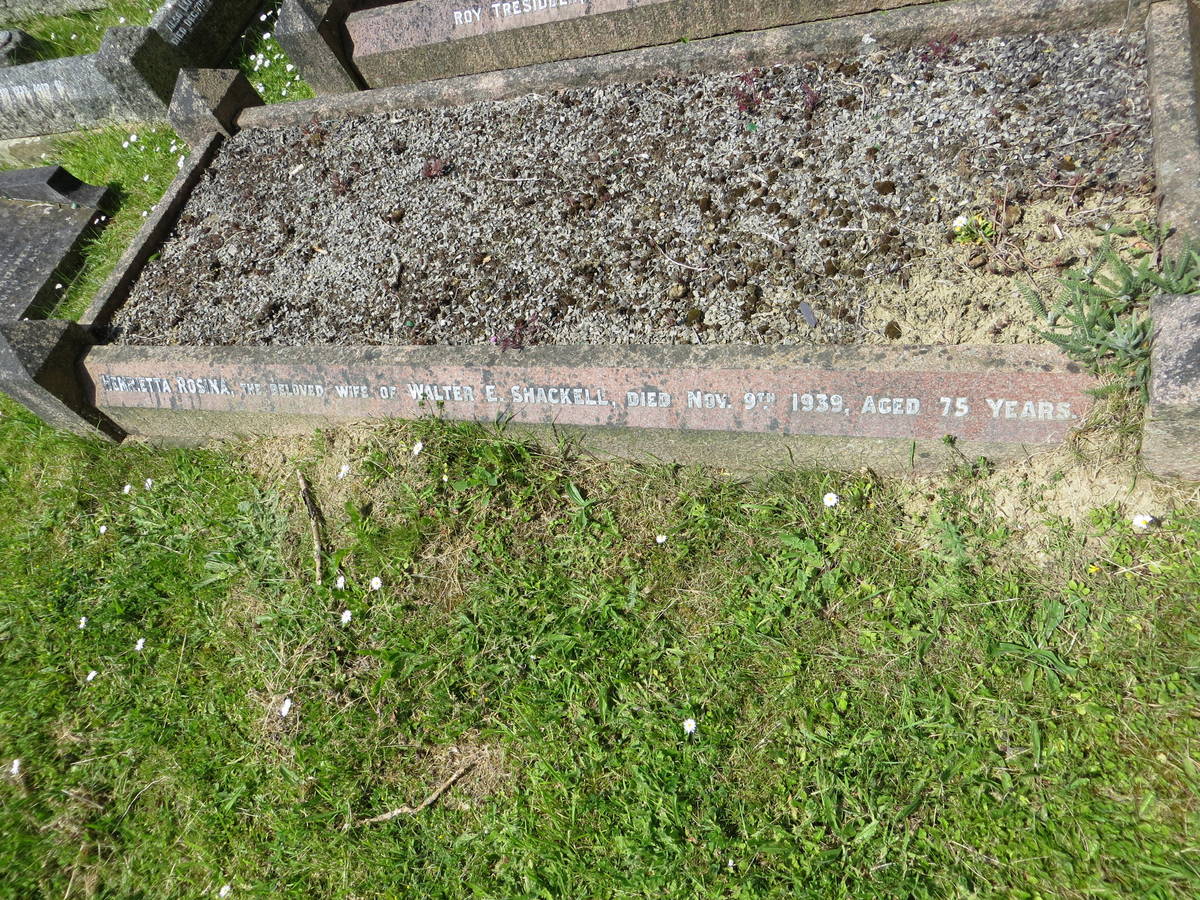 ROY TRESIDDER
HENRIETTA ROSINA, THE BELOVED WIFE OF WALTER E. SHACKELL, DIED NOV. 9TH 1939, AGED 75 YEARS.